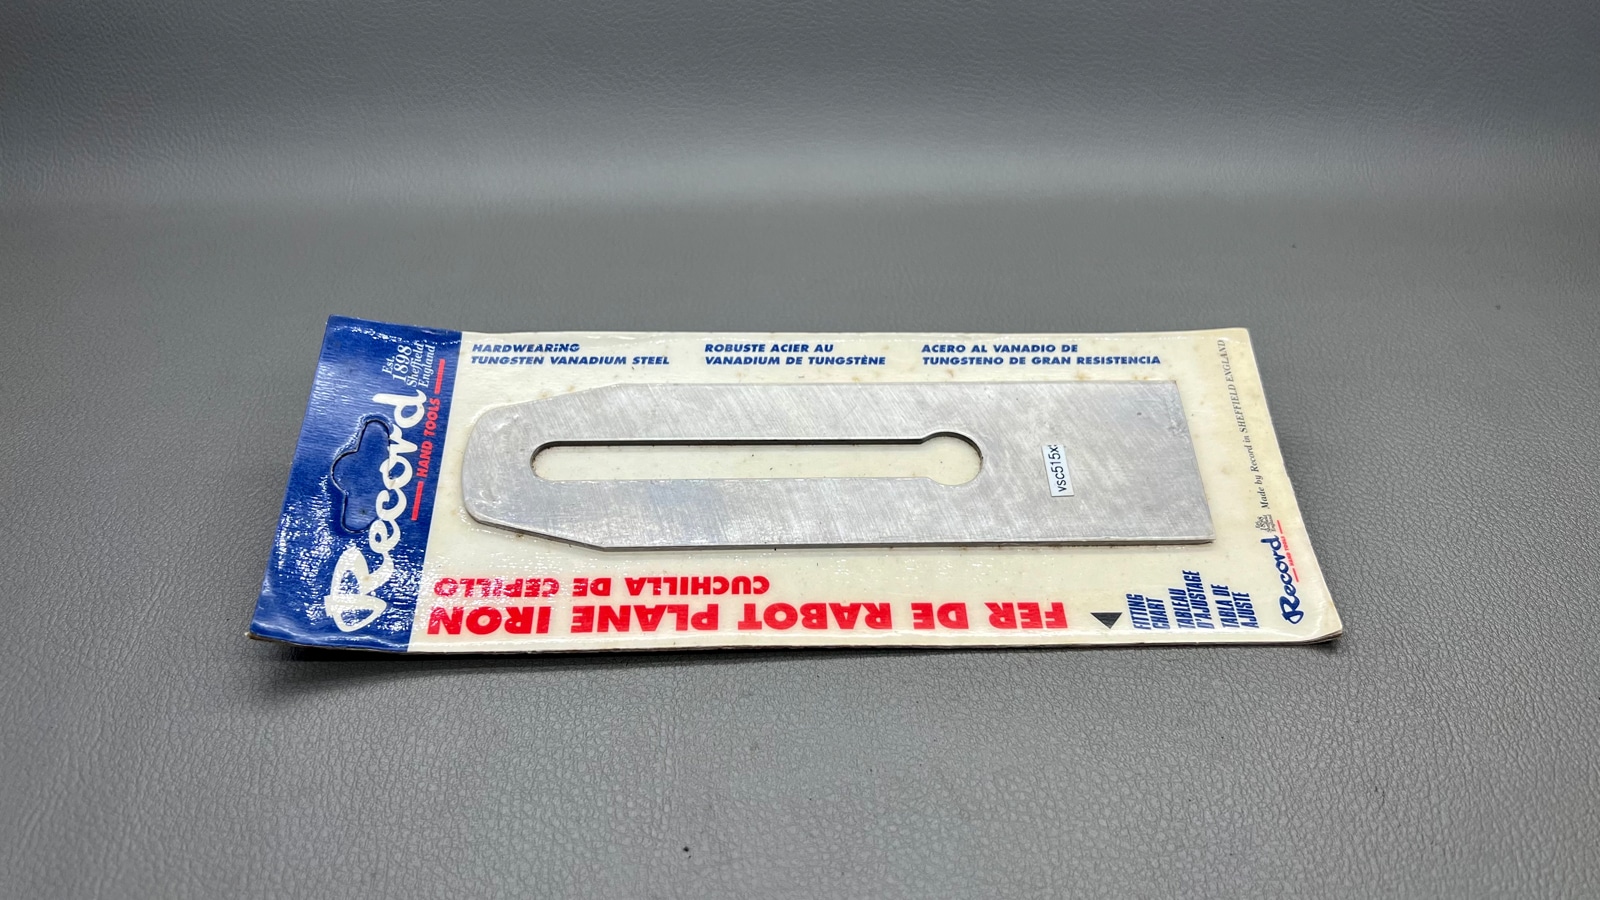 Record
HAND TOOLS
Est.
1898
Sheffield
England
HARDWEARING
TUNGSTEN VANADIUM STEEL
ROBUSTE ACIER AU
VANADIUM DE TUNGSTÈNE
ACERO AL VANADIO DE
TUNGSTENO DE GRAN RESISTENCIA
vsc515x
PLANE IRON
FER DE RABOT
CUCHILLA DE CEPILLO
FITTING
CHART
TABLEAU
D'AJUSTAGE
TABLA DE
AJUSTE
Record
Made by Record in SHEFFIELD ENGLAND